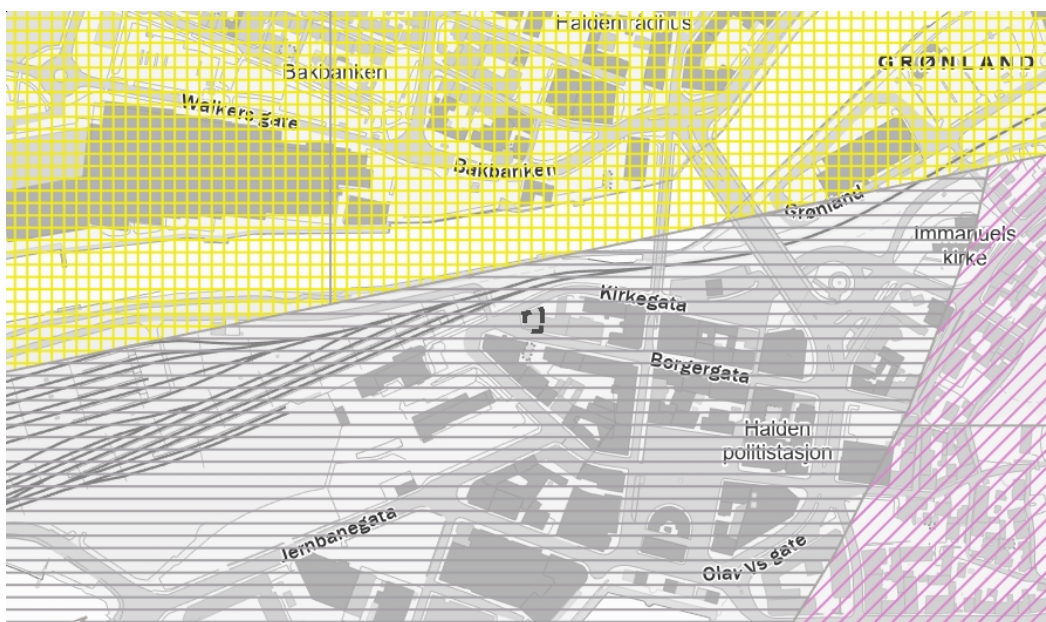 Halden rådhus
GRØNLAND
Bakbanken
Walkers gate
Bakbanken
Grønland
Immanuels
kirke
Kirkegata
Borgergata
Halden
politistasjon
Jernbanegata
Olav Vs gate